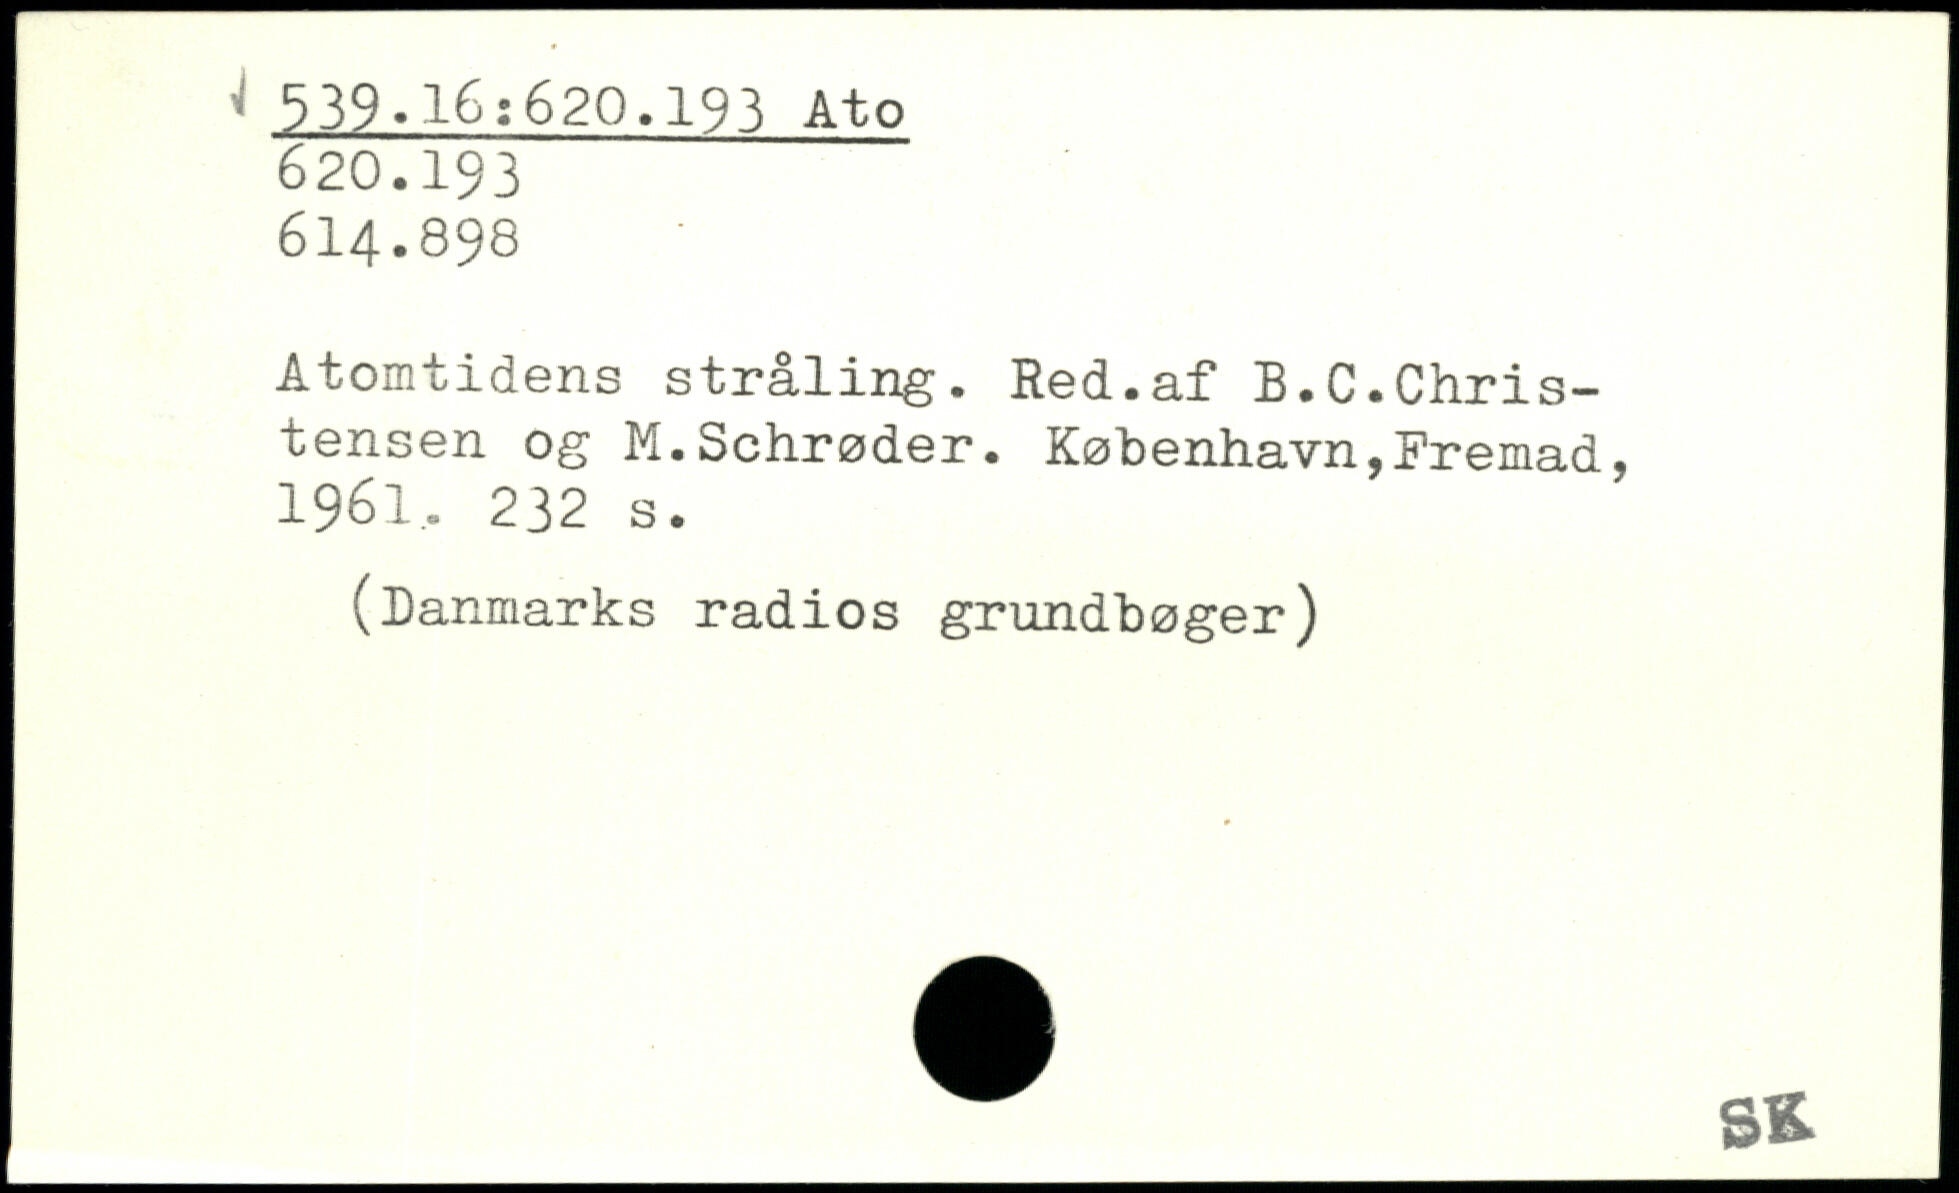 539.16:620.193 Ato
620.193
614.898
Atomtidens stråling. Red.af B.C.Chris-
tensen og M.Schrøder. København,Fremad,
1961. 232 s.
(Danmarks radios grundbøger)
SK